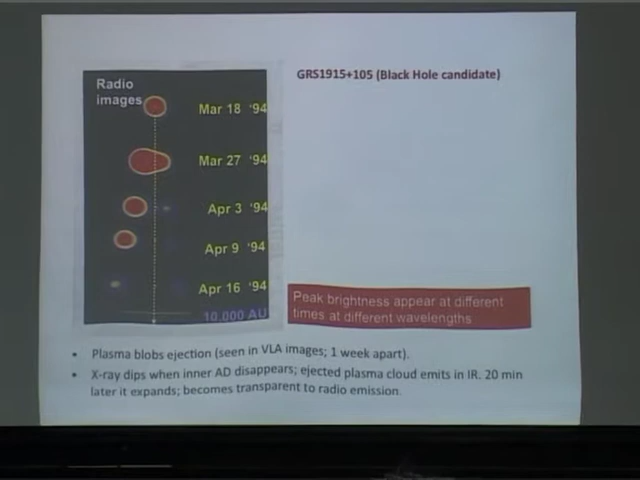 GRS1915+105 (Black Hole candidate)
Radio
images
Mar 18 '94
Mar 27 '94
Apr 3 '94
Apr 9 '94
Apr 16 '94
10,000 AU
Peak brightness appear at different
times at different wavelengths
• Plasma blobs ejection (seen in VLA images; 1 week apart).
• X-ray dips when inner AD disappears; ejected plasma cloud emits in IR. 20 min
later it expands; becomes transparent to radio emission.